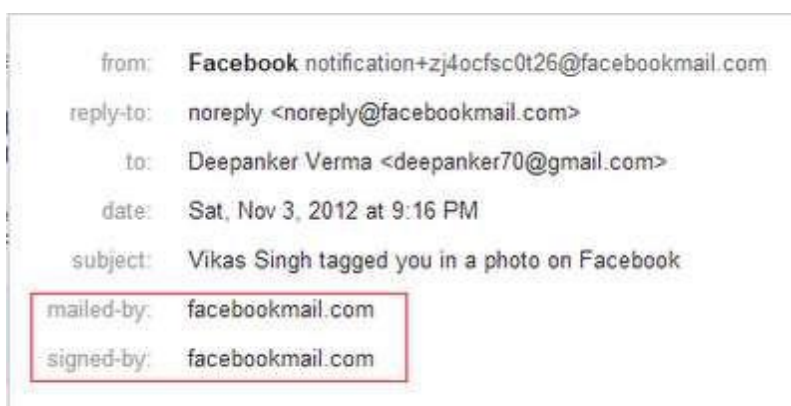 from: Facebook notification+zj4ocfsc0t26@facebookmail.com
reply-to: noreply <noreply@facebookmail.com>
to: Deepanker Verma <deepanker70@gmail.com>
date: Sat, Nov 3, 2012 at 9:16 PM
subject: Vikas Singh tagged you in a photo on Facebook
mailed-by: facebookmail.com
signed-by: facebookmail.com